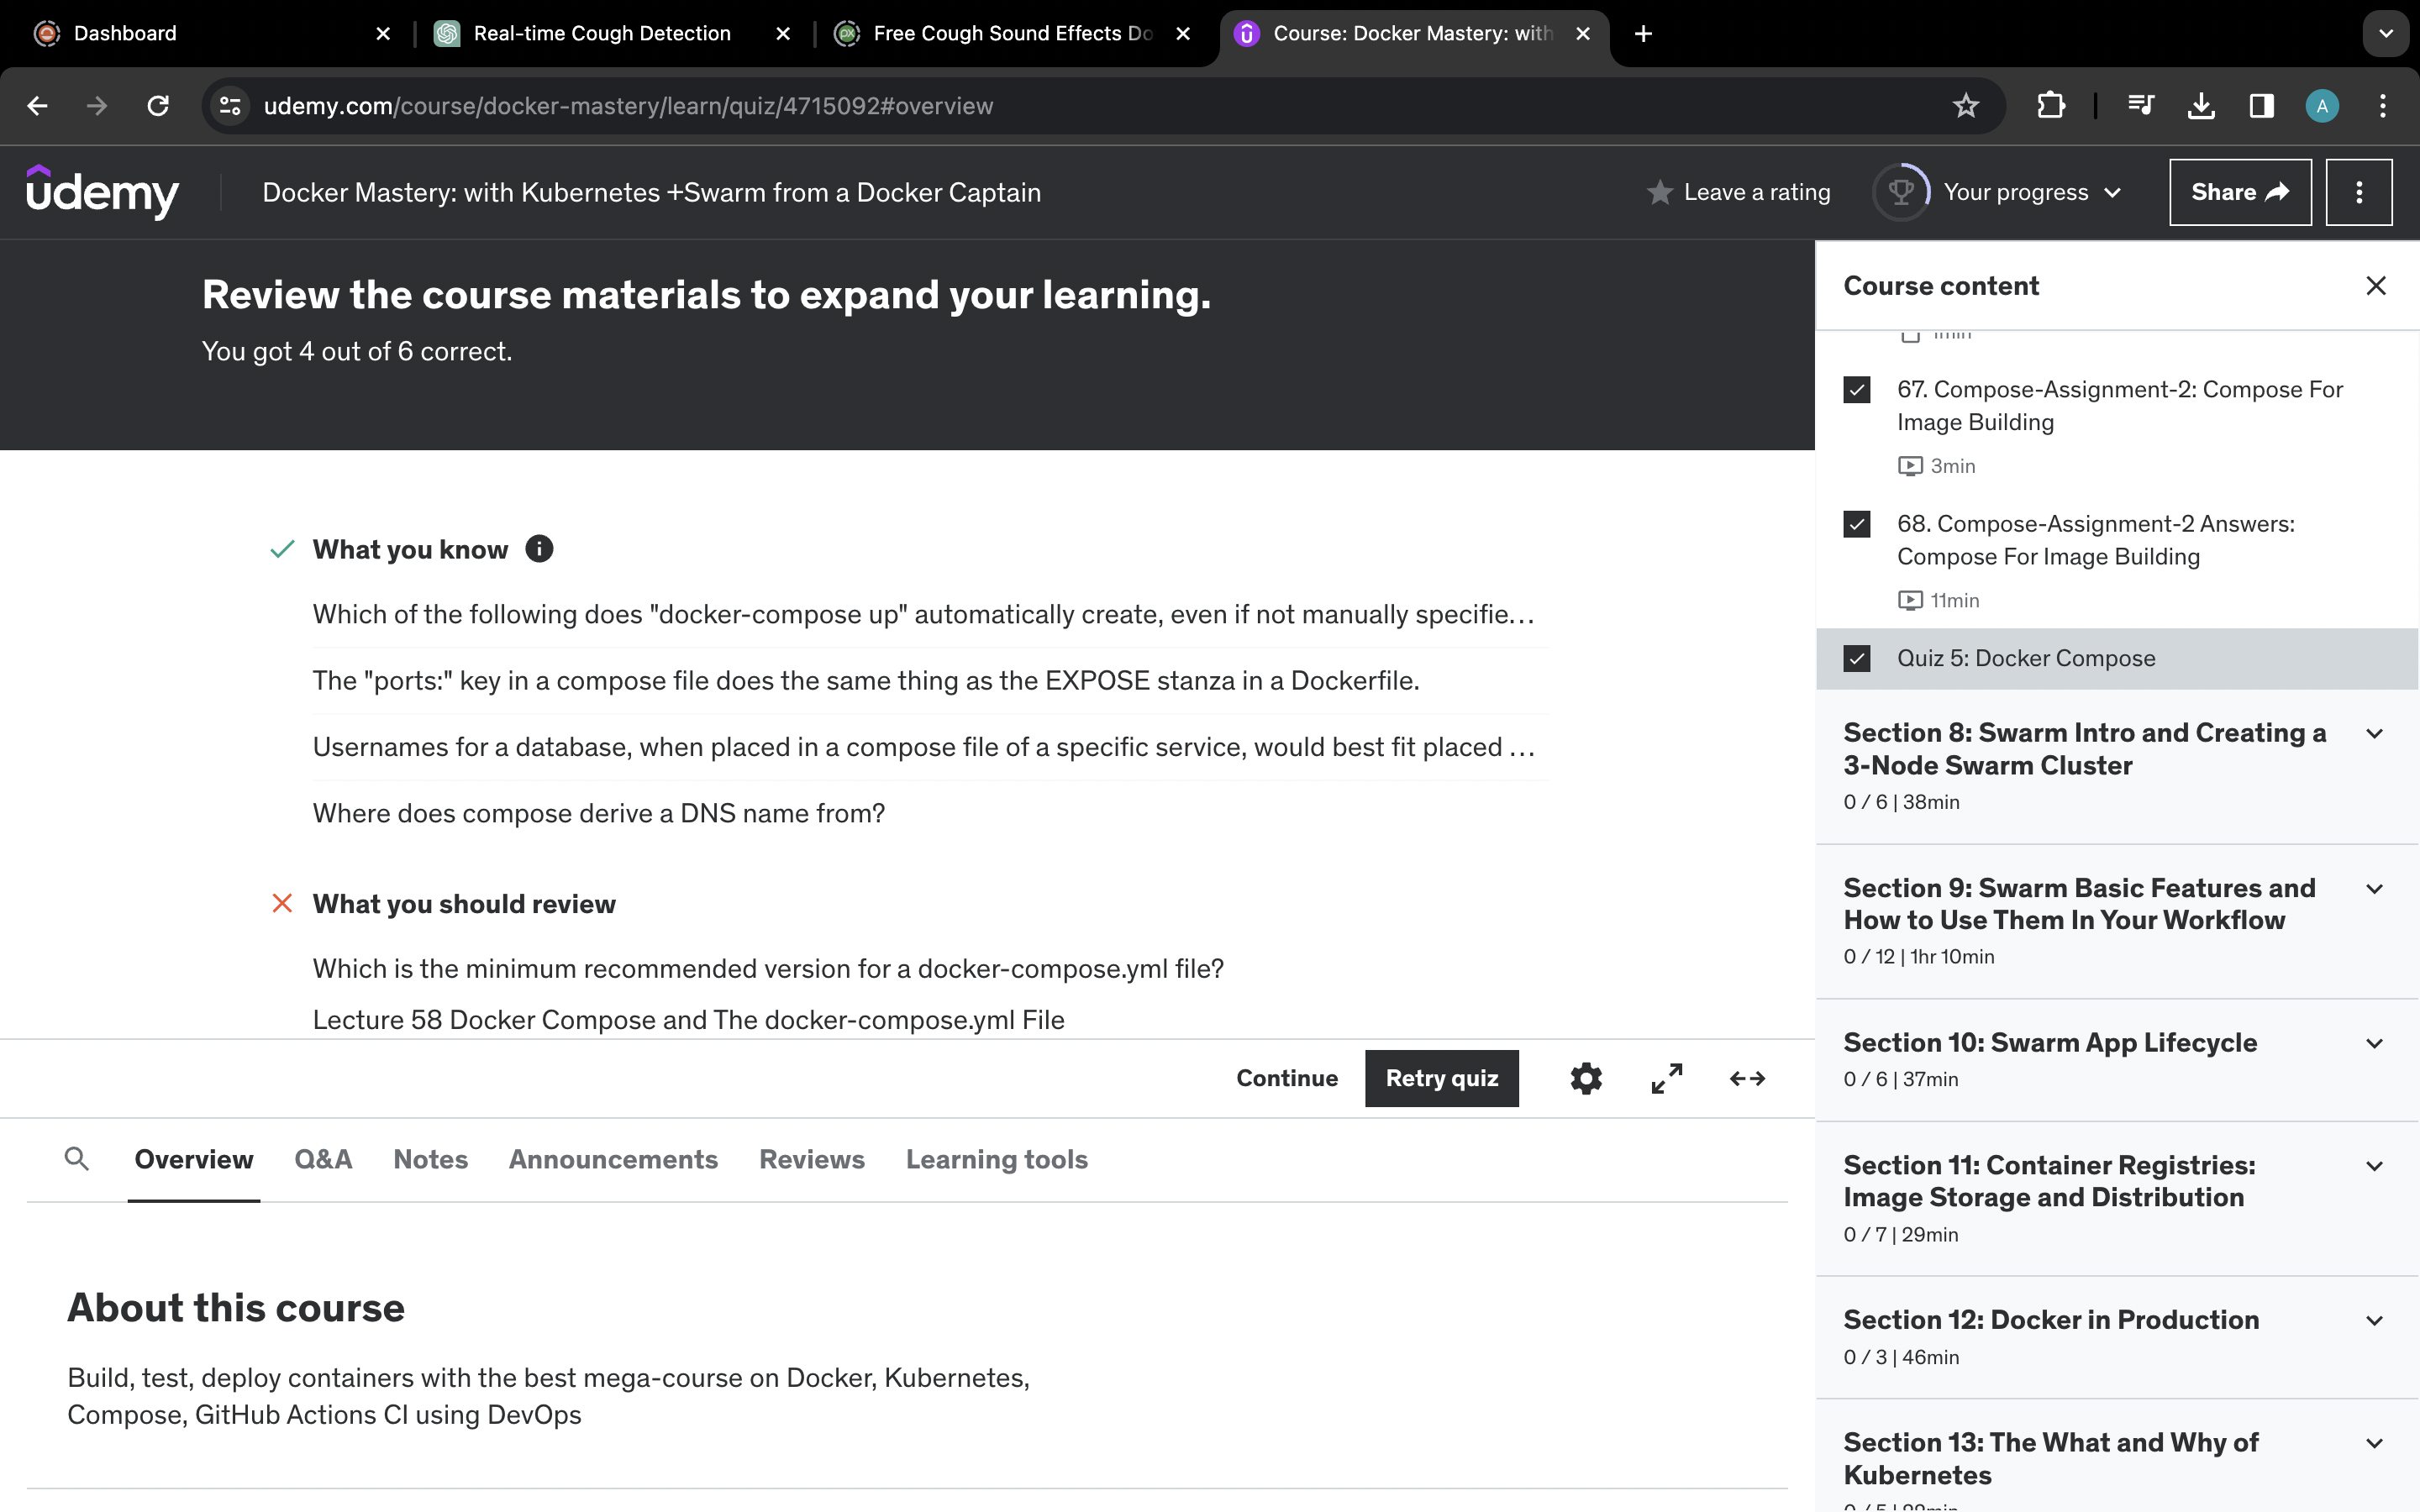 Dashboard
Real-time Cough Detection
Free Cough Sound Effects Do
Course: Docker Mastery: with
udemy.com/course/docker-mastery/learn/quiz/4715092#overview
A
udemy
Docker Mastery: with Kubernetes +Swarm from a Docker Captain
Leave a rating
Your progress
Share
Review the course materials to expand your learning.
You got 4 out of 6 correct.
What you know
Which of the following does "docker-compose up" automatically create, even if not manually specifie...
The "ports:" key in a compose file does the same thing as the EXPOSE stanza in a Dockerfile.
Usernames for a database, when placed in a compose file of a specific service, would best fit placed ...
Where does compose derive a DNS name from?
What you should review
Which is the minimum recommended version for a docker-compose.yml file?
Lecture 58 Docker Compose and The docker-compose.yml File
Continue
Retry quiz
Overview
Q&A
Notes
Announcements
Reviews
Learning tools
About this course
Build, test, deploy containers with the best mega-course on Docker, Kubernetes,
Compose, GitHub Actions CI using DevOps
Course content
1min
67. Compose-Assignment-2: Compose For
Image Building
3min
68. Compose-Assignment-2 Answers:
Compose For Image Building
11min
Quiz 5: Docker Compose
Section 8: Swarm Intro and Creating a
3-Node Swarm Cluster
0 / 6 | 38min
Section 9: Swarm Basic Features and
How to Use Them In Your Workflow
0 / 12 | 1hr 10min
Section 10: Swarm App Lifecycle
0 / 6 | 37min
Section 11: Container Registries:
Image Storage and Distribution
0 / 7 | 29min
Section 12: Docker in Production
0 / 3 | 46min
Section 13: The What and Why of
Kubernetes